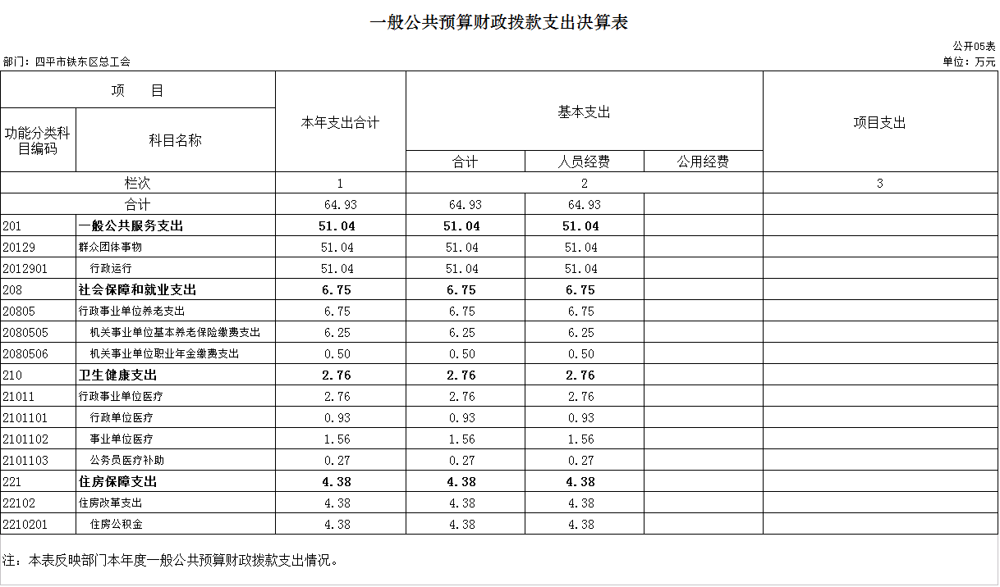 一般公共预算财政拨款支出决算表
公开05表
部门：四平市铁东区总工会 单位：万元
项 目 本年支出合计 基本支出 项目支出
功能分类科目编码 科目名称 合计 人员经费 公用经费
栏次 1 2 3
合计 64.93 64.93 64.93
201 一般公共服务支出 51.04 51.04 51.04
20129 群众团体事物 51.04 51.04 51.04
2012901 行政运行 51.04 51.04 51.04
208 社会保障和就业支出 6.75 6.75 6.75
20805 行政事业单位养老支出 6.75 6.75 6.75
2080505 机关事业单位基本养老保险缴费支出 6.25 6.25 6.25
2080506 机关事业单位职业年金缴费支出 0.50 0.50 0.50
210 卫生健康支出 2.76 2.76 2.76
21011 行政事业单位医疗 2.76 2.76 2.76
2101101 行政单位医疗 0.93 0.93 0.93
2101102 事业单位医疗 1.56 1.56 1.56
2101103 公务员医疗补助 0.27 0.27 0.27
221 住房保障支出 4.38 4.38 4.38
22102 住房改革支出 4.38 4.38 4.38
2210201 住房公积金 4.38 4.38 4.38
注：本表反映部门本年度一般公共预算财政拨款支出情况。